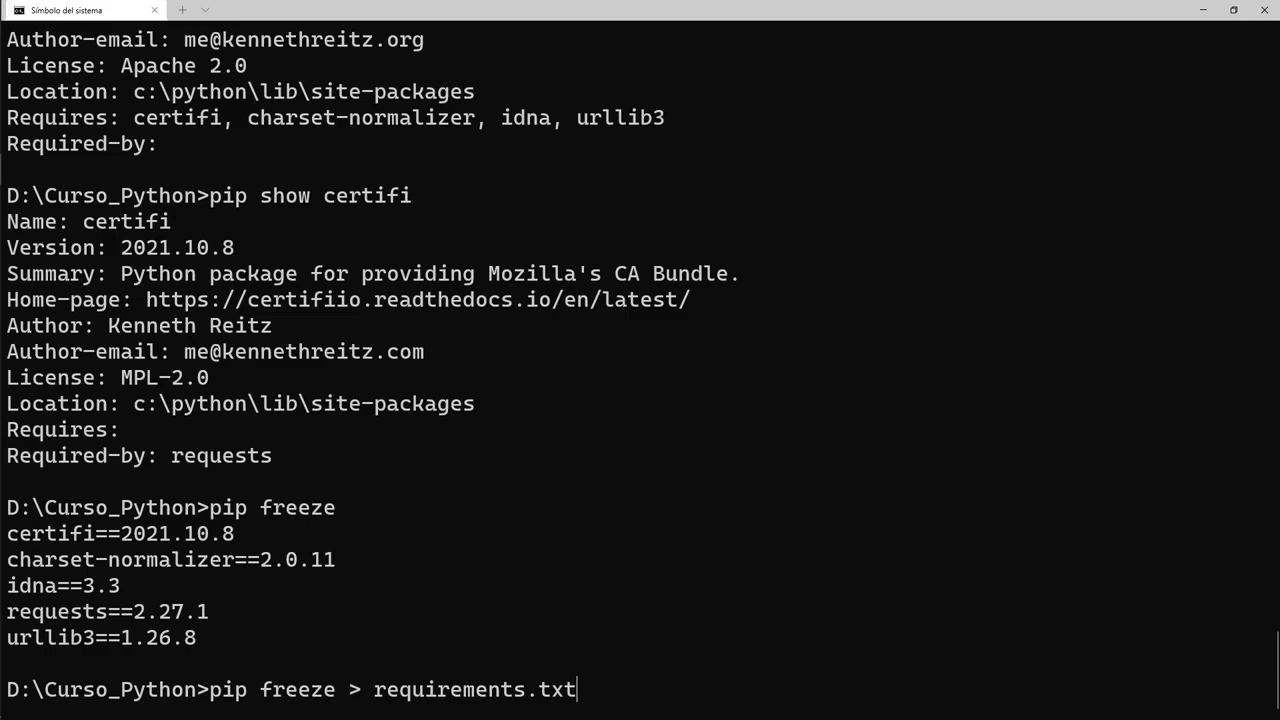 Símbolo del sistema
Author-email: me@kennethreitz.org
License: Apache 2.0
Location: c:\python\lib\site-packages
Requires: certifi, charset-normalizer, idna, urllib3
Required-by:
D:\Curso_Python>pip show certifi
Name: certifi
Version: 2021.10.8
Summary: Python package for providing Mozilla's CA Bundle.
Home-page: https://certifiio.readthedocs.io/en/latest/
Author: Kenneth Reitz
Author-email: me@kennethreitz.com
License: MPL-2.0
Location: c:\python\lib\site-packages
Requires:
Required-by: requests
D:\Curso_Python>pip freeze
certifi==2021.10.8
charset-normalizer==2.0.11
idna==3.3
requests==2.27.1
urllib3==1.26.8
D:\Curso_Python>pip freeze > requirements.txt